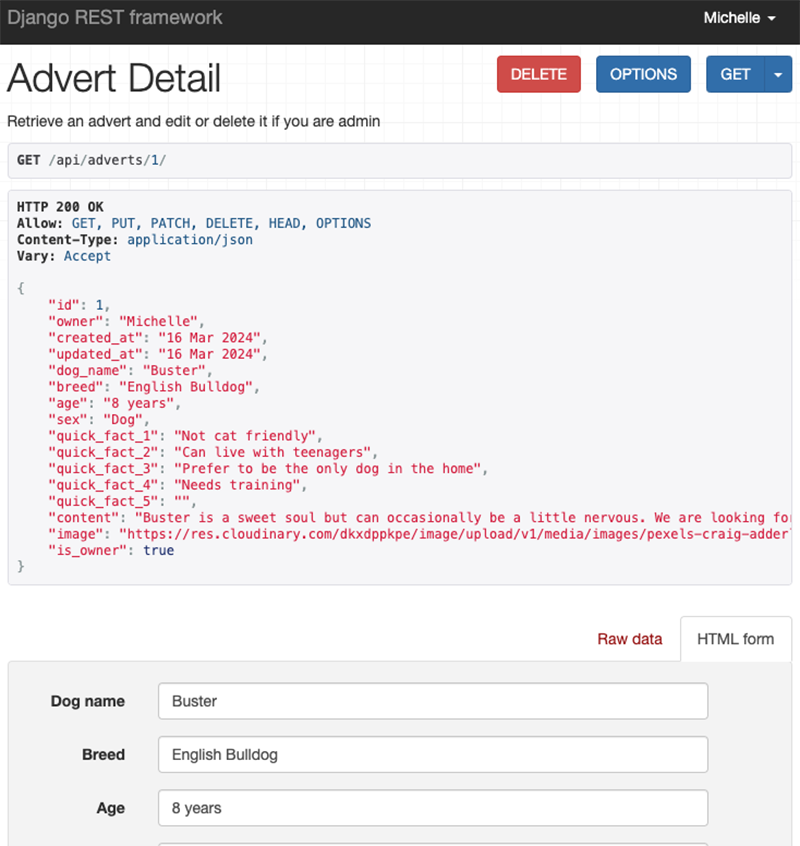 Django REST framework
Michelle
Advert Detail
DELETE
OPTIONS
GET
Retrieve an advert and edit or delete it if you are admin
GET /api/adverts/1/
HTTP 200 OK
Allow: GET, PUT, PATCH, DELETE, HEAD, OPTIONS
Content-Type: application/json
Vary: Accept
{
    "id": 1,
    "owner": "Michelle",
    "created_at": "16 Mar 2024",
    "updated_at": "16 Mar 2024",
    "dog_name": "Buster",
    "breed": "English Bulldog",
    "age": "8 years",
    "sex": "Dog",
    "quick_fact_1": "Not cat friendly",
    "quick_fact_2": "Can live with teenagers",
    "quick_fact_3": "Prefer to be the only dog in the home",
    "quick_fact_4": "Needs training",
    "quick_fact_5": "",
    "content": "Buster is a sweet soul but can occasionally be a little nervous. We are looking for
    "image": "https://res.cloudinary.com/dkxdppkpe/image/upload/v1/media/images/pexels-craig-adderl
    "is_owner": true
}
Raw data
HTML form
Dog name
Buster
Breed
English Bulldog
Age
8 years